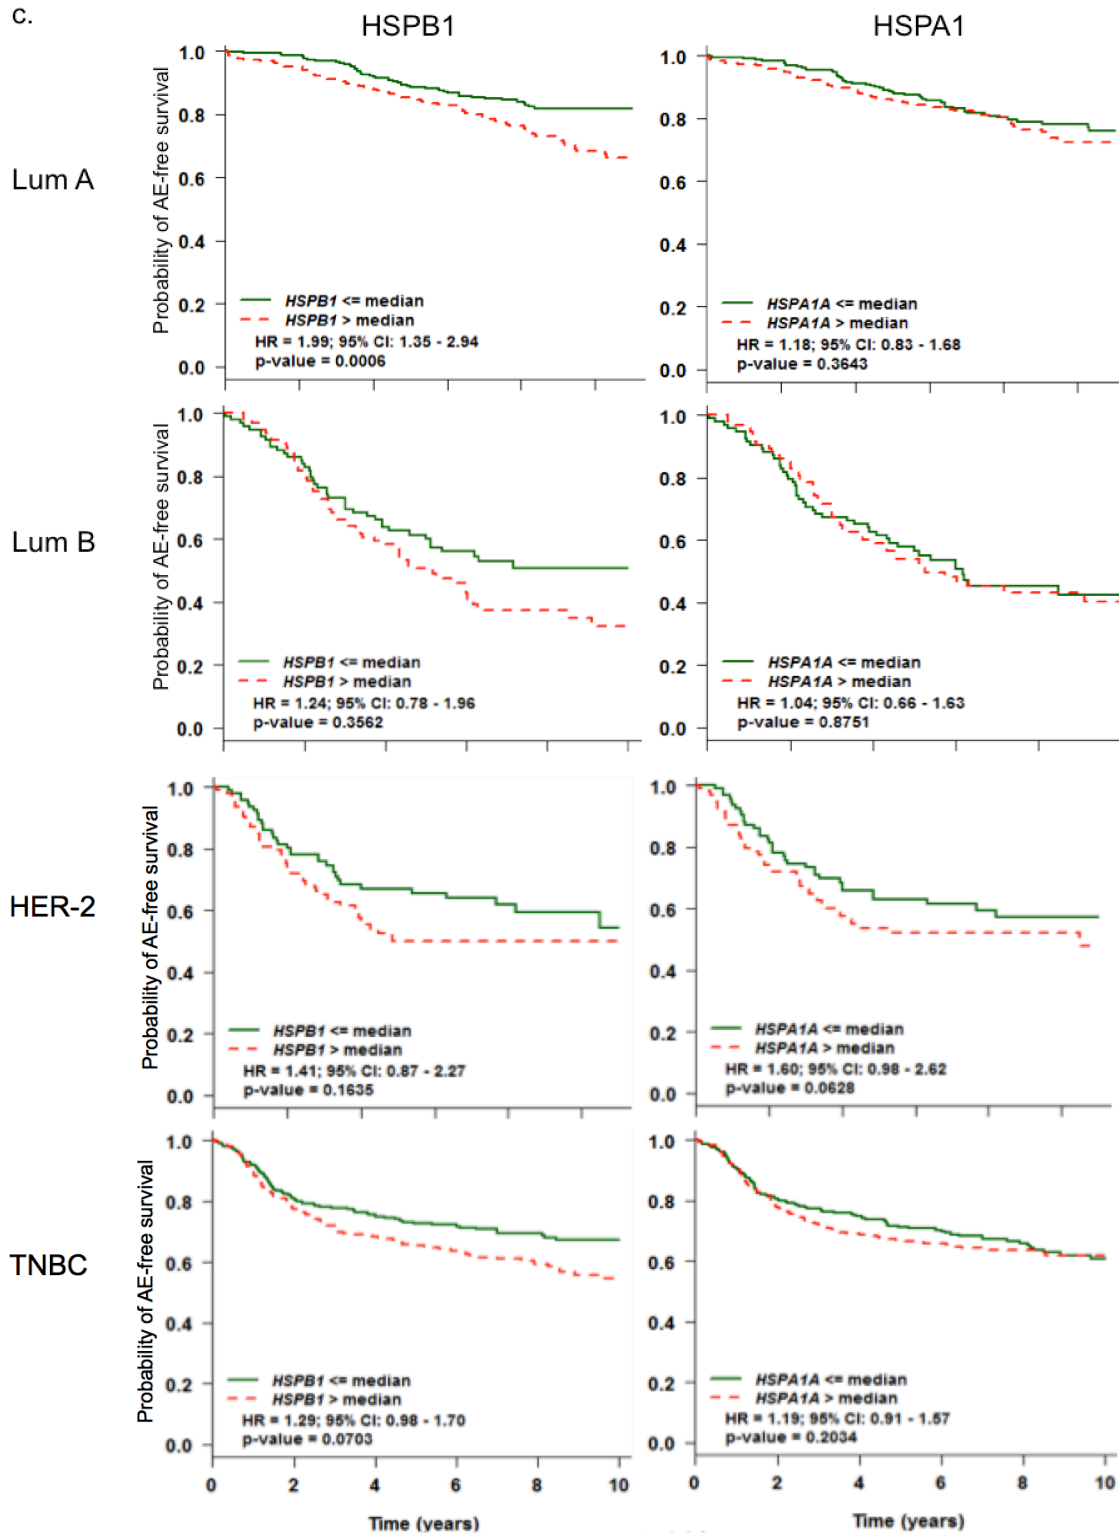 c.
HSPB1
HSPA1
Lum A
Probability of AE-free survival
1.0
0.8
0.6
0.4
0.2
0.0
HSPB1 <= median
HSPB1 > median
HR = 1.99; 95% CI: 1.35 - 2.94
p-value = 0.0006
1.0
0.8
0.6
0.4
0.2
0.0
HSPA1A <= median
HSPA1A > median
HR = 1.18; 95% CI: 0.83 - 1.68
p-value = 0.3643
Lum B
Probability of AE-free survival
1.0
0.8
0.6
0.4
0.2
0.0
HSPB1 <= median
HSPB1 > median
HR = 1.24; 95% CI: 0.78 - 1.96
p-value = 0.3562
1.0
0.8
0.6
0.4
0.2
0.0
HSPA1A <= median
HSPA1A > median
HR = 1.04; 95% CI: 0.66 - 1.63
p-value = 0.8751
HER-2
Probability of AE-free survival
1.0
0.8
0.6
0.4
0.2
0.0
HSPB1 <= median
HSPB1 > median
HR = 1.41; 95% CI: 0.87 - 2.27
p-value = 0.1635
1.0
0.8
0.6
0.4
0.2
0.0
HSPA1A <= median
HSPA1A > median
HR = 1.60; 95% CI: 0.98 - 2.62
p-value = 0.0628
TNBC
Probability of AE-free survival
1.0
0.8
0.6
0.4
0.2
0.0
HSPB1 <= median
HSPB1 > median
HR = 1.29; 95% CI: 0.98 - 1.70
p-value = 0.0703
0 2 4 6 8 10
Time (years)
1.0
0.8
0.6
0.4
0.2
0.0
HSPA1A <= median
HSPA1A > median
HR = 1.19; 95% CI: 0.91 - 1.57
p-value = 0.2034
0 2 4 6 8 10
Time (years)